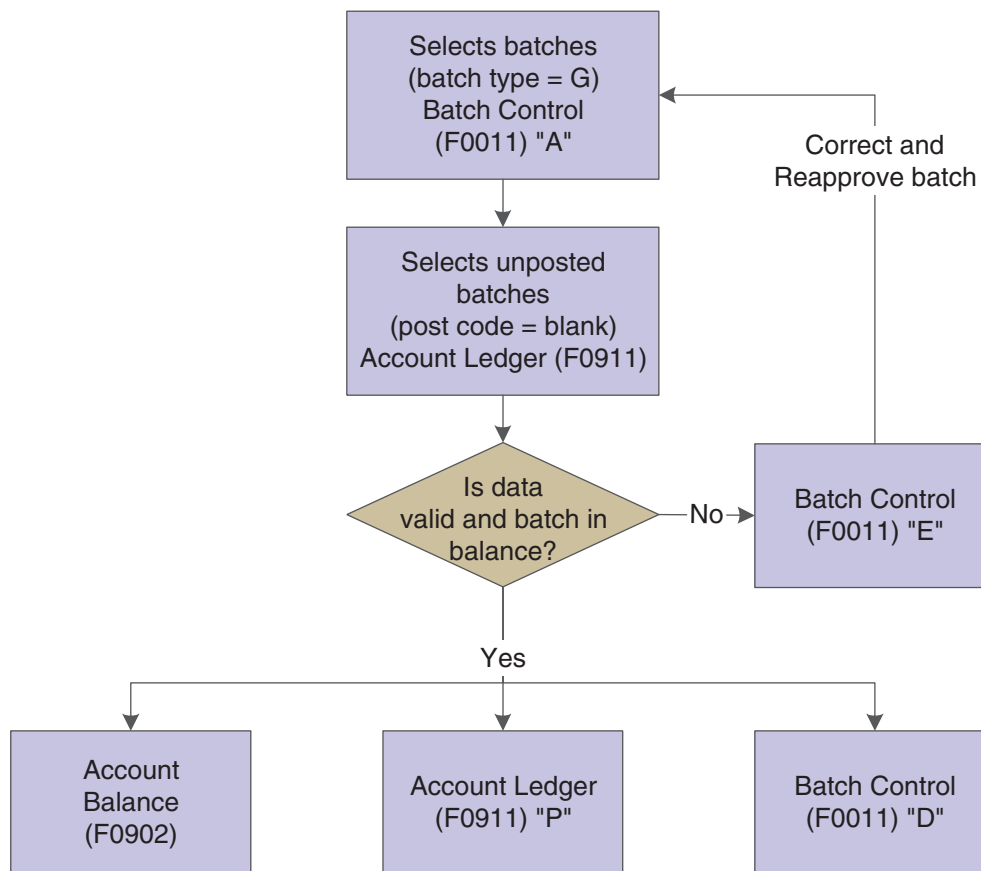 Selects batches
(batch type = G)
Batch Control
(F0011) "A"
Correct and
Reapprove batch
Selects unposted
batches
(post code = blank)
Account Ledger (F0911)
Is data
valid and batch in
balance?
No
Batch Control
(F0011) "E"
Yes
Account
Balance
(F0902)
Account Ledger
(F0911) "P"
Batch Control
(F0011) "D"